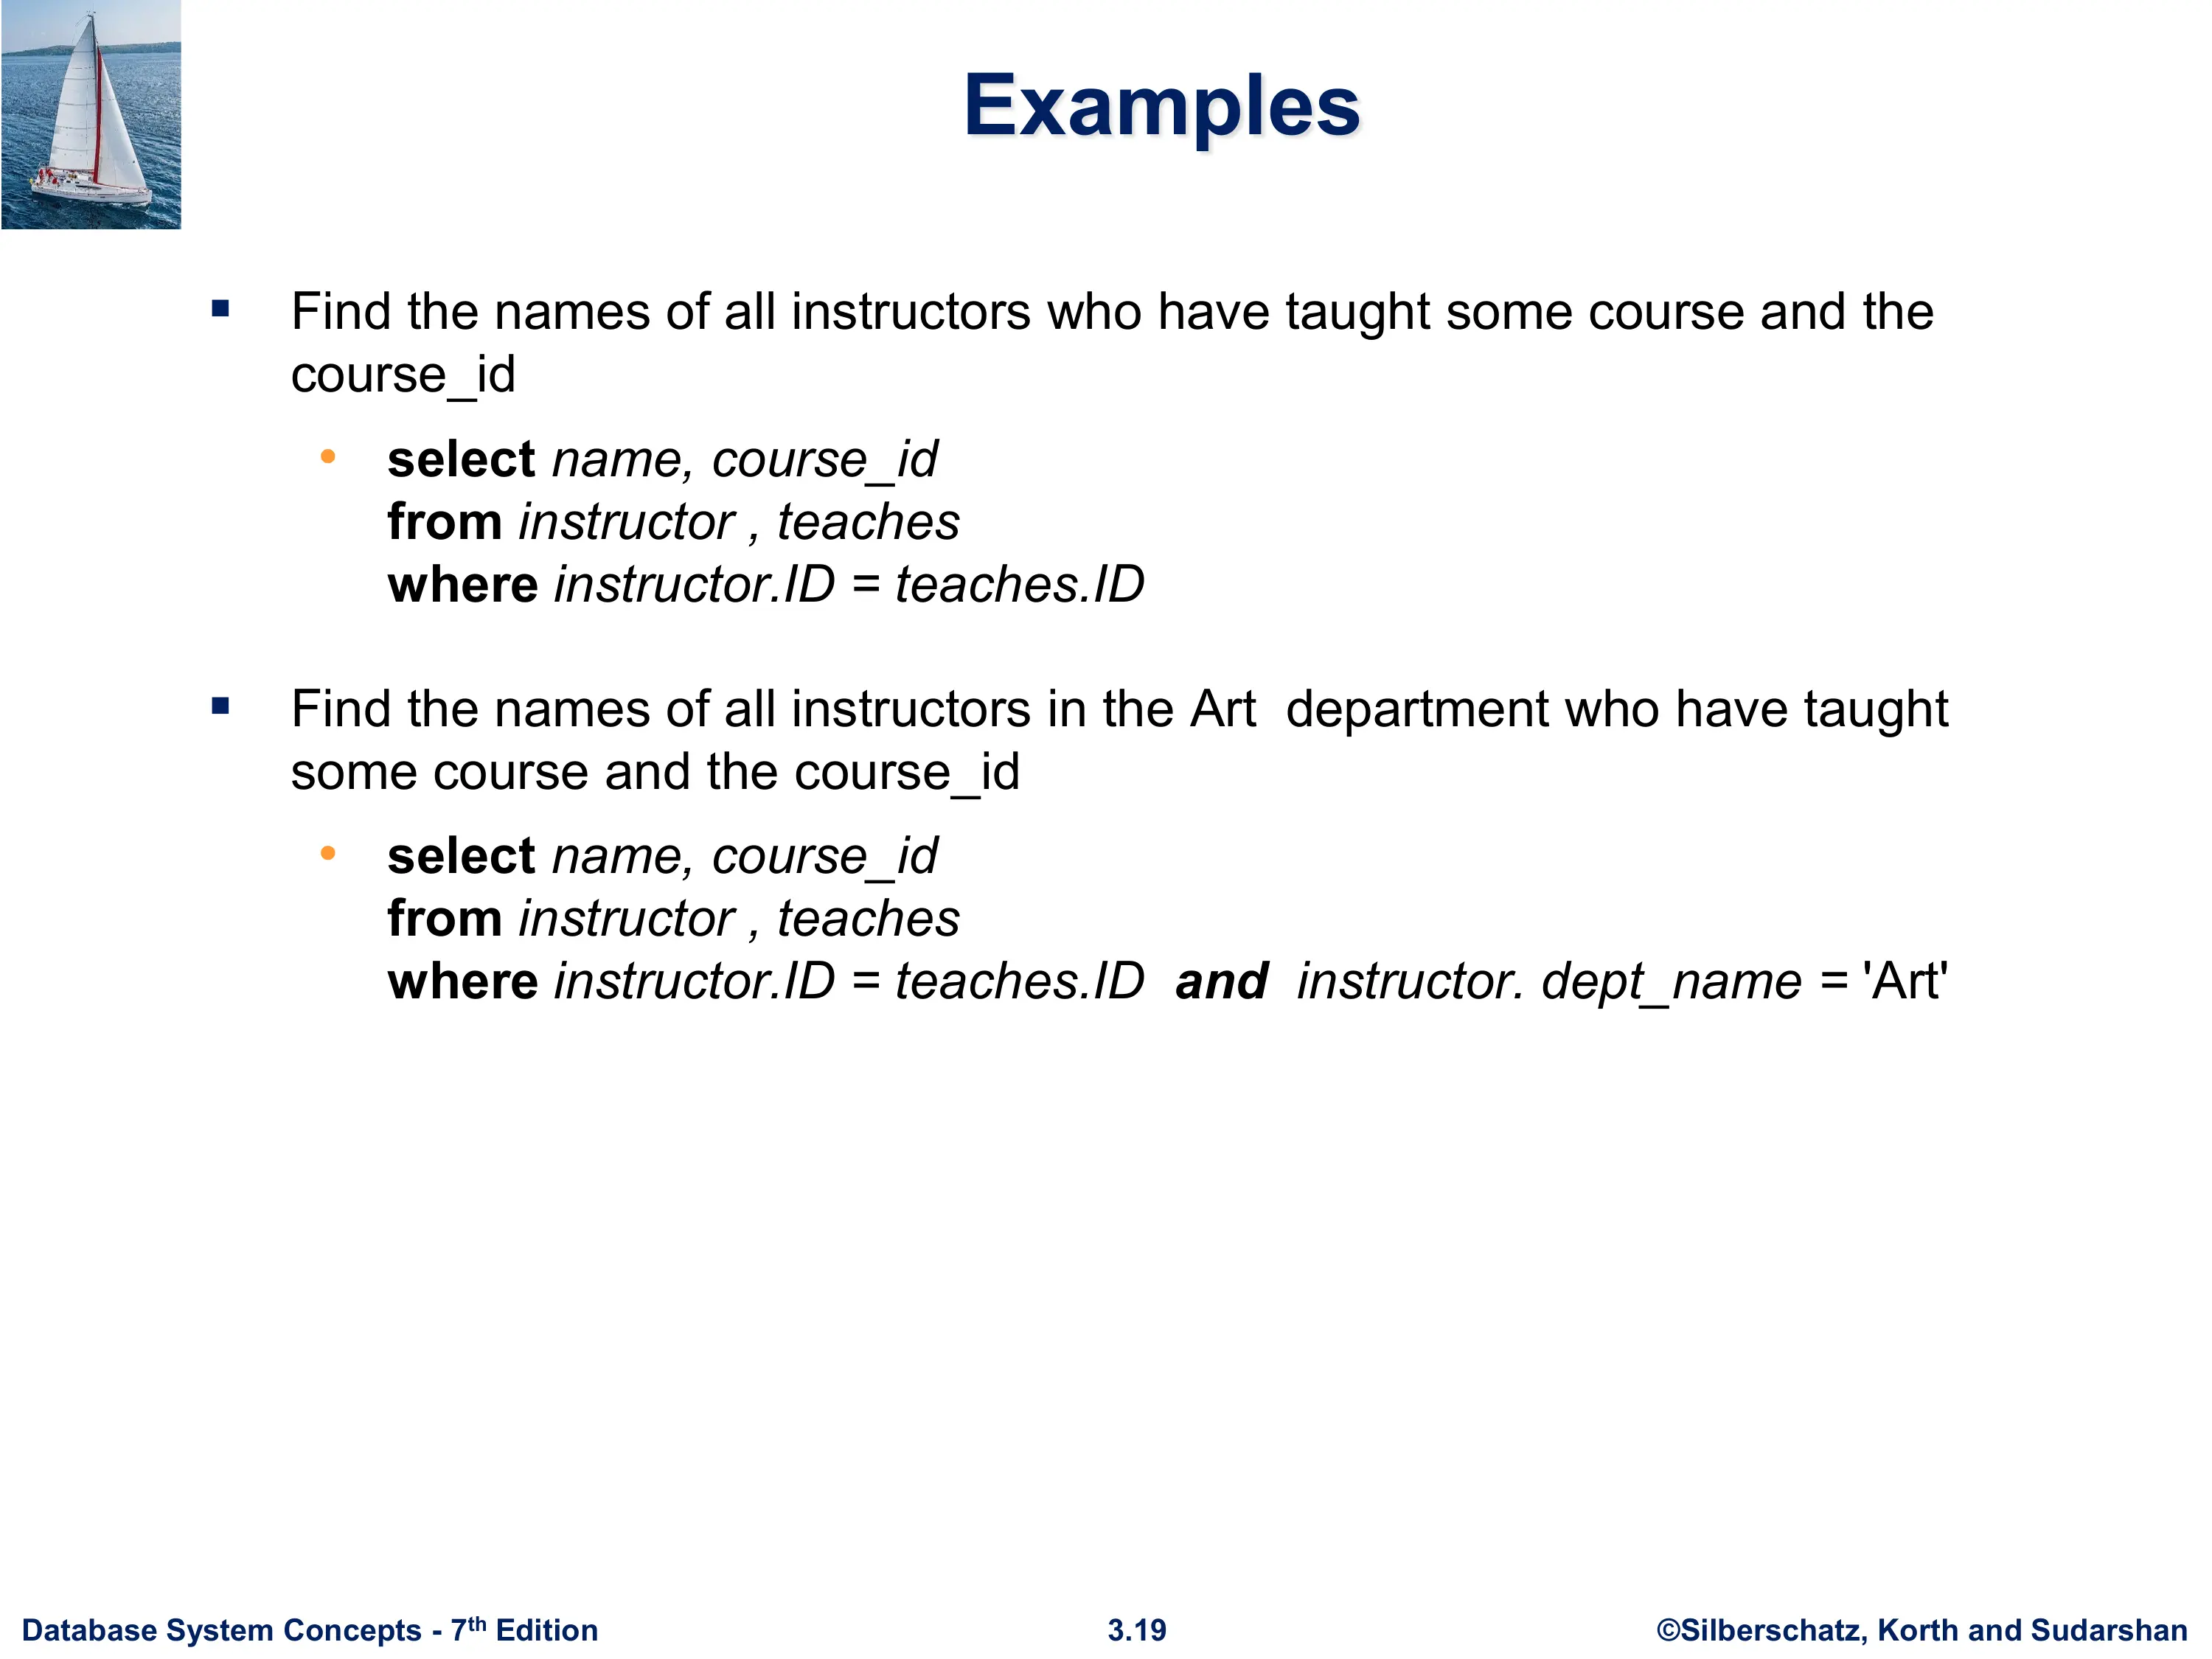 Examples
▪ Find the names of all instructors who have taught some course and the
course_id
• select name, course_id
from instructor , teaches
where instructor.ID = teaches.ID
▪ Find the names of all instructors in the Art  department who have taught
some course and the course_id
• select name, course_id
from instructor , teaches
where instructor.ID = teaches.ID  and  instructor. dept_name = 'Art'
Database System Concepts - 7th Edition 3.19 ©Silberschatz, Korth and Sudarshan